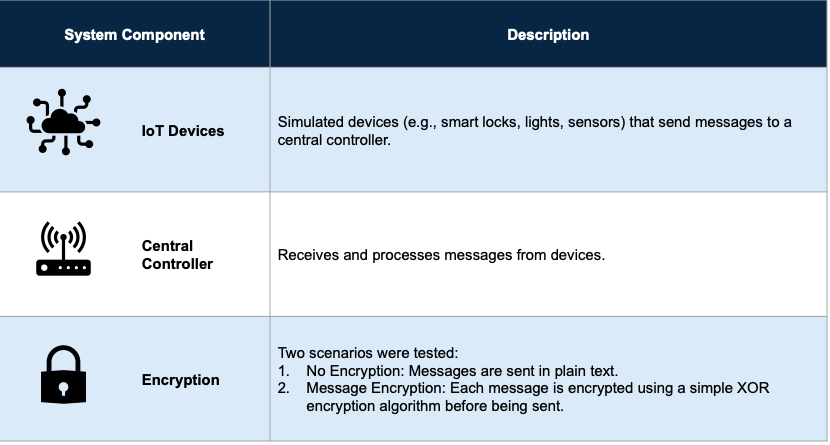 System Component
Description
IoT Devices
Simulated devices (e.g., smart locks, lights, sensors) that send messages to a
central controller.
Central
Controller
Receives and processes messages from devices.
Encryption
Two scenarios were tested:
1. No Encryption: Messages are sent in plain text.
2. Message Encryption: Each message is encrypted using a simple XOR
encryption algorithm before being sent.